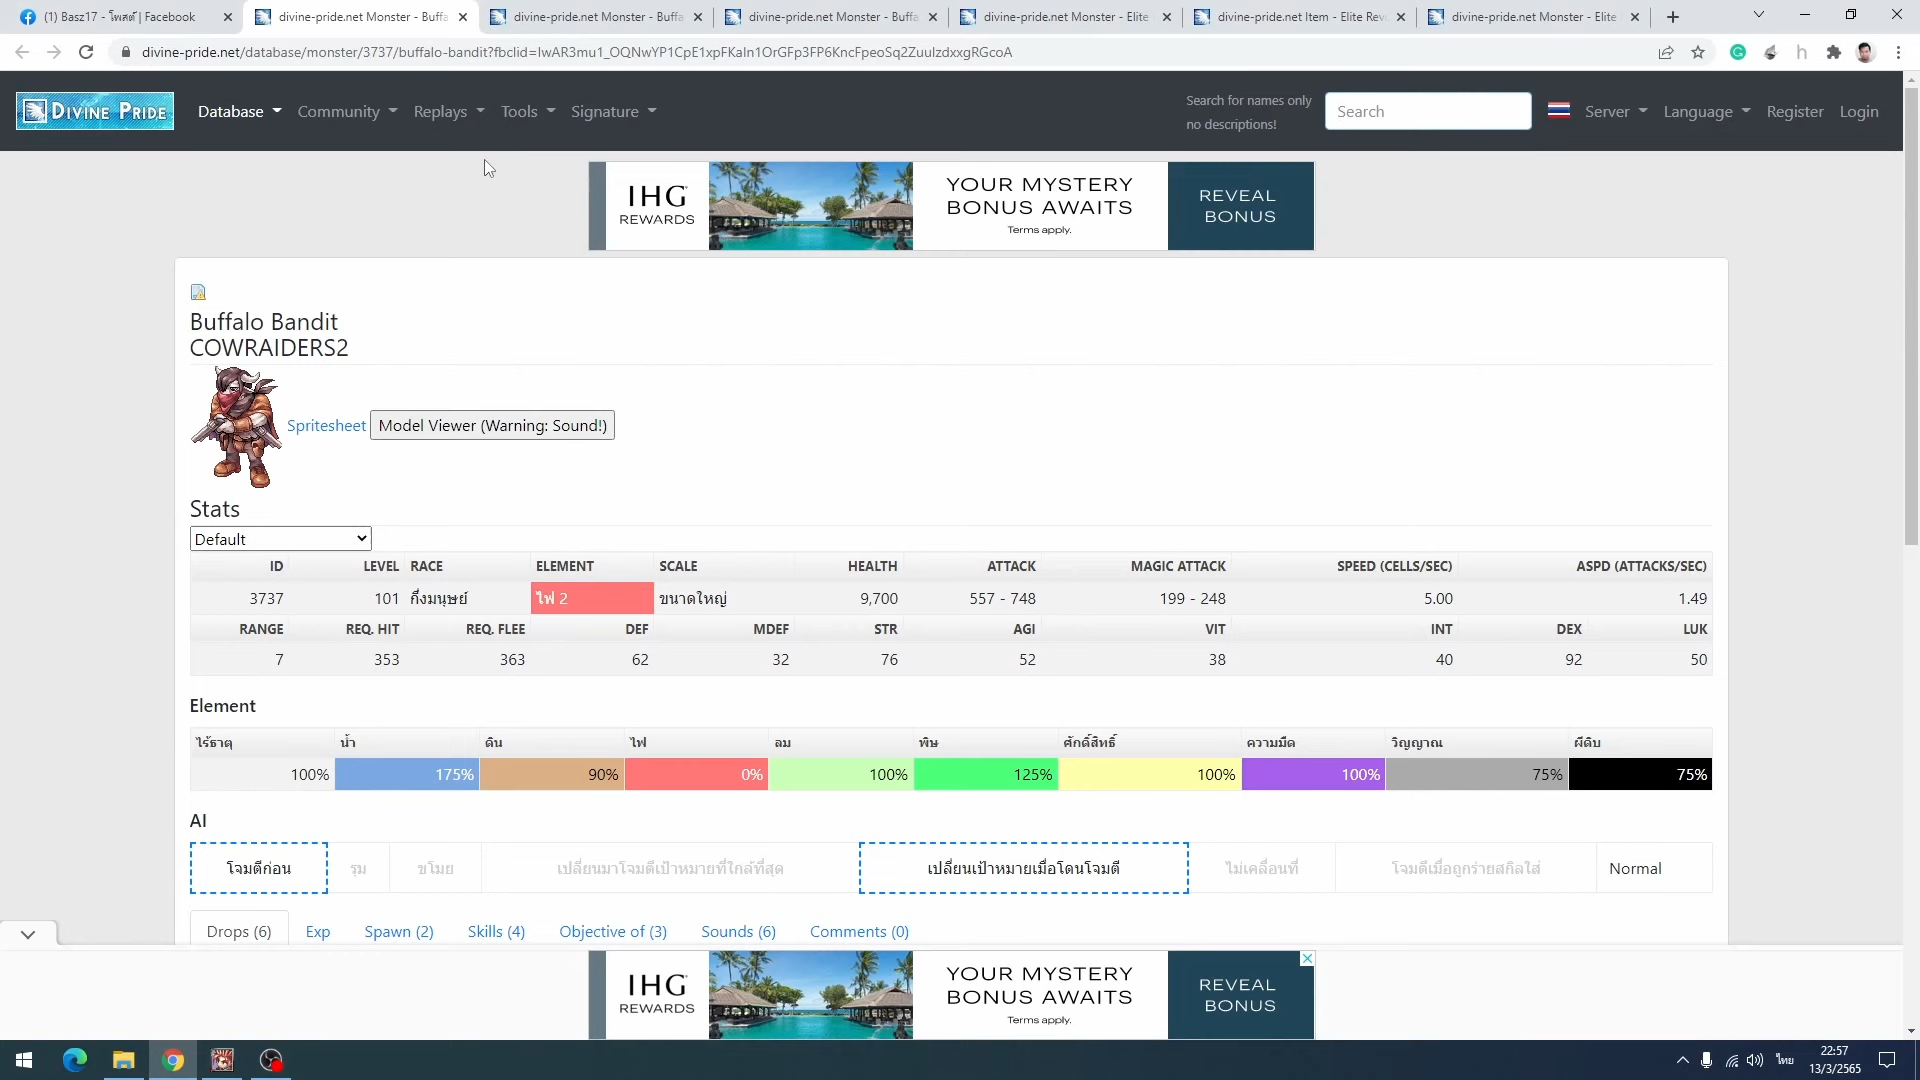 (1) Basz17 - โพสต์ | Facebook
divine-pride.net Monster - Buffa
divine-pride.net Monster - Buffa
divine-pride.net Monster - Buffa
divine-pride.net Monster - Elite
divine-pride.net Item - Elite Rev
divine-pride.net Monster - Elite
divine-pride.net/database/monster/3737/buffalo-bandit?fbclid=IwAR3mu1_OQNwYP1CpE1xpFKaIn1OrGFp3FP6KncFpeoSq2ZuuIzdxxgRGcoA
DIVINE PRIDE
Database
Community
Replays
Tools
Signature
Search for names only
no descriptions!
Search
Server
Language
Register
Login
IHG
REWARDS
YOUR MYSTERY
BONUS AWAITS
Terms apply.
REVEAL
BONUS
Buffalo Bandit
COWRAIDERS2
Spritesheet
Model Viewer (Warning: Sound!)
Stats
Default
ID LEVEL RACE ELEMENT SCALE HEALTH ATTACK MAGIC ATTACK SPEED (CELLS/SEC) ASPD (ATTACKS/SEC)
3737 101 กึ่งมนุษย์ ไฟ 2 ขนาดใหญ่ 9,700 557 - 748 199 - 248 5.00 1.49
RANGE REQ. HIT REQ. FLEE DEF MDEF STR AGI VIT INT DEX LUK
7 353 363 62 32 76 52 38 40 92 50
Element
ไร้ธาตุ น้ำ ดิน ไฟ ลม พิษ ศักดิ์สิทธิ์ ความมืด วิญญาณ ผีดิบ
100% 175% 90% 0% 100% 125% 100% 100% 75% 75%
AI
โจมตีก่อน รุม ขโมย เปลี่ยนมาโจมตีเป้าหมายที่ใกล้ที่สุด เปลี่ยนเป้าหมายเมื่อโดนโจมตี ไม่เคลื่อนที่ โจมตีเมื่อถูกร่ายสกิลใส่ Normal
Drops (6) Exp Spawn (2) Skills (4) Objective of (3) Sounds (6) Comments (0)
IHG
REWARDS
YOUR MYSTERY
BONUS AWAITS
Terms apply.
REVEAL
BONUS
ไทย
22:57
13/3/2565